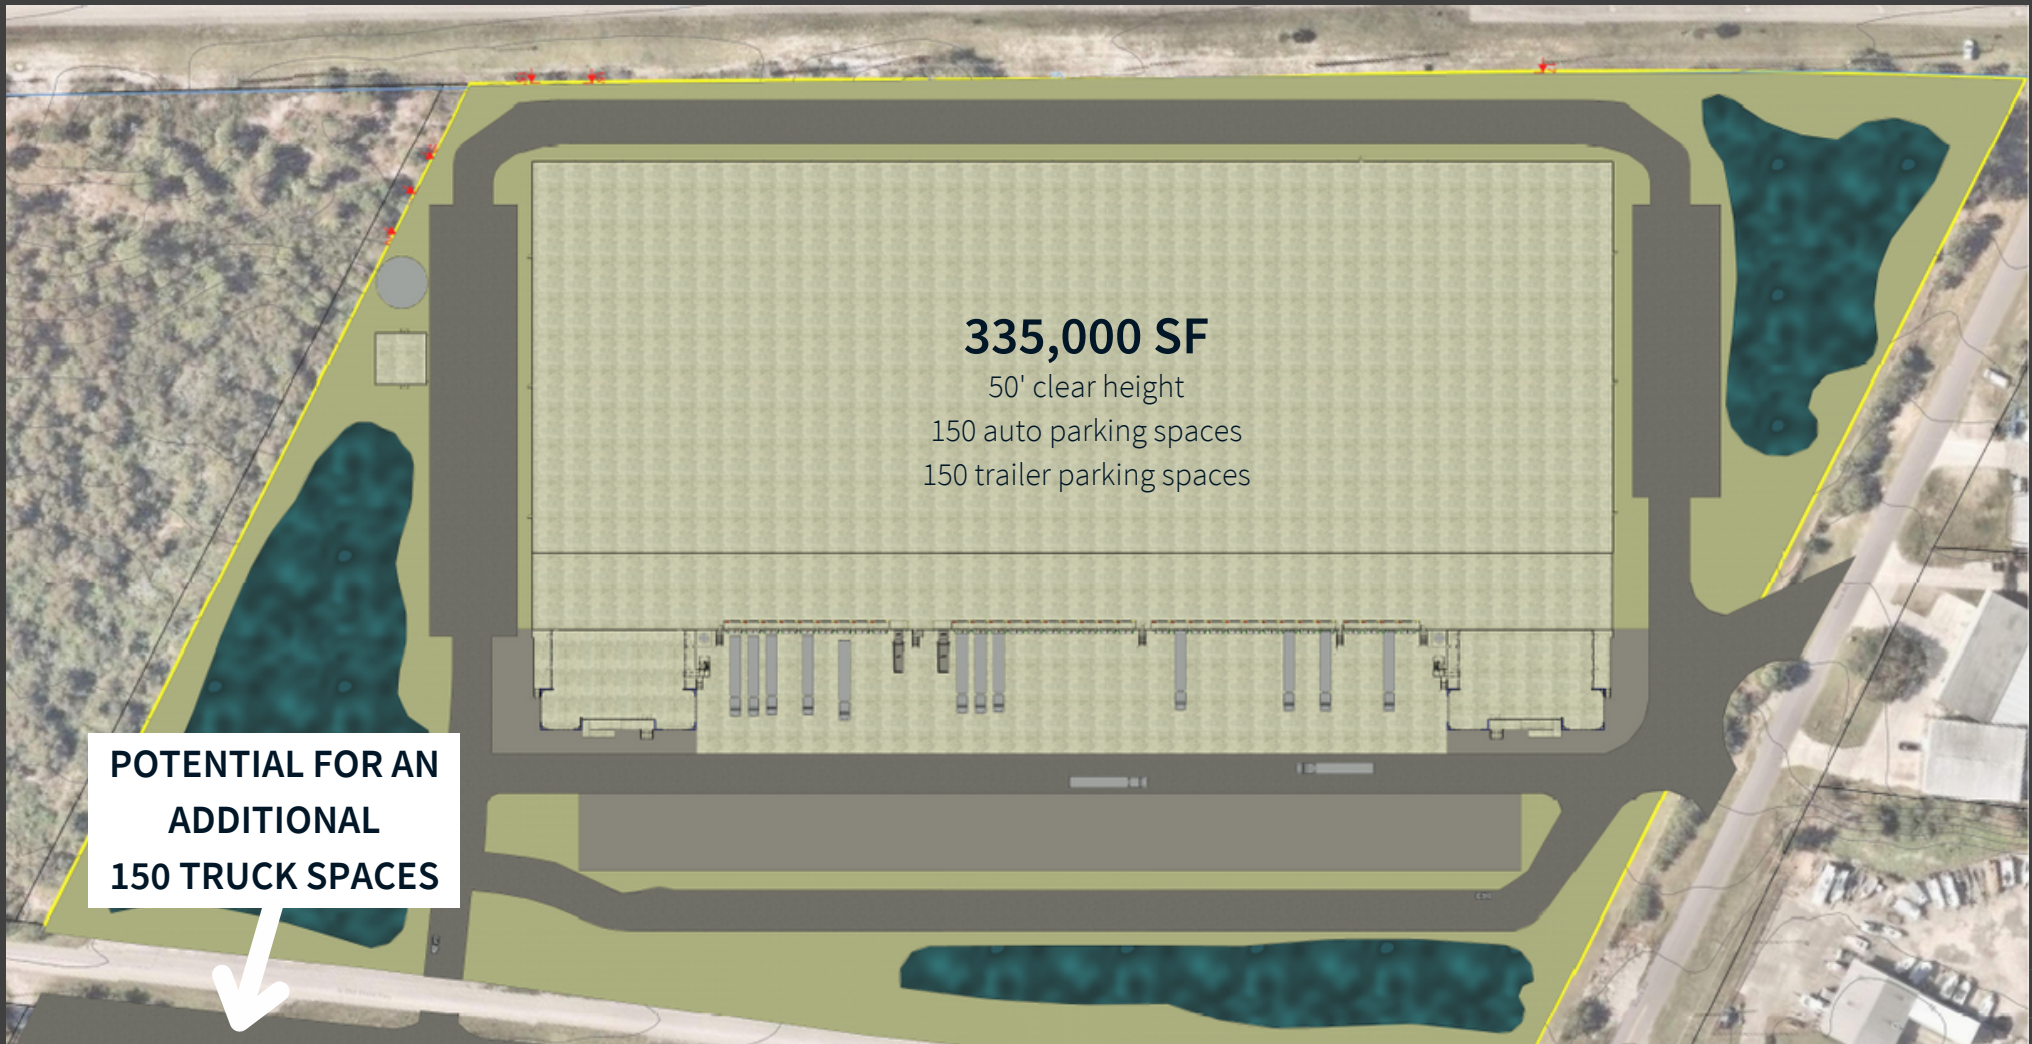 335,000 SF
50' clear height
150 auto parking spaces
150 trailer parking spaces
POTENTIAL FOR AN
ADDITIONAL
150 TRUCK SPACES